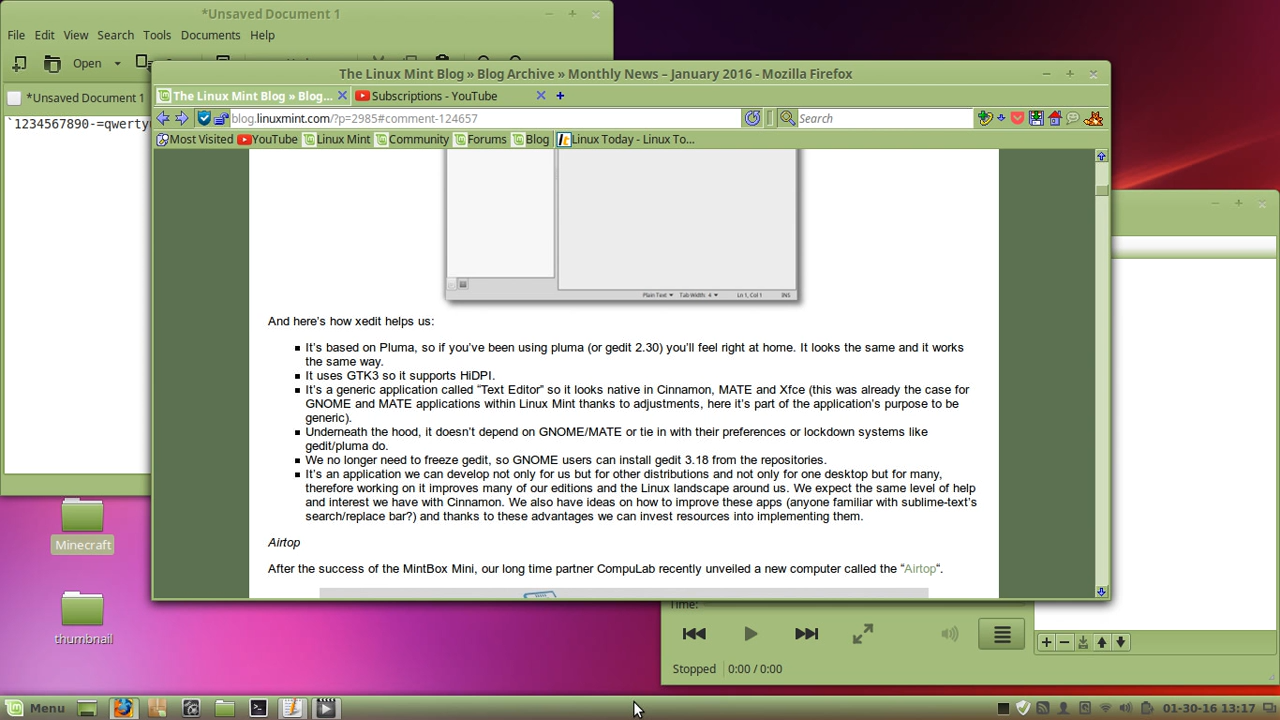 *Unsaved Document 1
File Edit View Search Tools Documents Help
Open
*Unsaved Document 1
`1234567890-=qwerty
The Linux Mint Blog » Blog Archive » Monthly News – January 2016 - Mozilla Firefox
The Linux Mint Blog » Blog...
Subscriptions - YouTube
blog.linuxmint.com/?p=2985#comment-124657
Search
Most Visited YouTube Linux Mint Community Forums Blog Linux Today - Linux To...
Plain Text Tab Width: 4 Ln 1, Col 1 INS
And here's how xedit helps us:
It's based on Pluma, so if you've been using pluma (or gedit 2.30) you'll feel right at home. It looks the same and it works
the same way.
It uses GTK3 so it supports HiDPI.
It's a generic application called “Text Editor” so it looks native in Cinnamon, MATE and Xfce (this was already the case for
GNOME and MATE applications within Linux Mint thanks to adjustments, here it's part of the application's purpose to be
generic).
Underneath the hood, it doesn't depend on GNOME/MATE or tie in with their preferences or lockdown systems like
gedit/pluma do.
We no longer need to freeze gedit, so GNOME users can install gedit 3.18 from the repositories.
It's an application we can develop not only for us but for other distributions and not only for one desktop but for many,
therefore working on it improves many of our editions and the Linux landscape around us. We expect the same level of help
and interest we have with Cinnamon. We also have ideas on how to improve these apps (anyone familiar with sublime-text's
search/replace bar?) and thanks to these advantages we can invest resources into implementing them.
Airtop
After the success of the MintBox Mini, our long time partner CompuLab recently unveiled a new computer called the “Airtop“.
Minecraft
thumbnail
Time:
Stopped 0:00 / 0:00
Menu
01-30-16 13:17